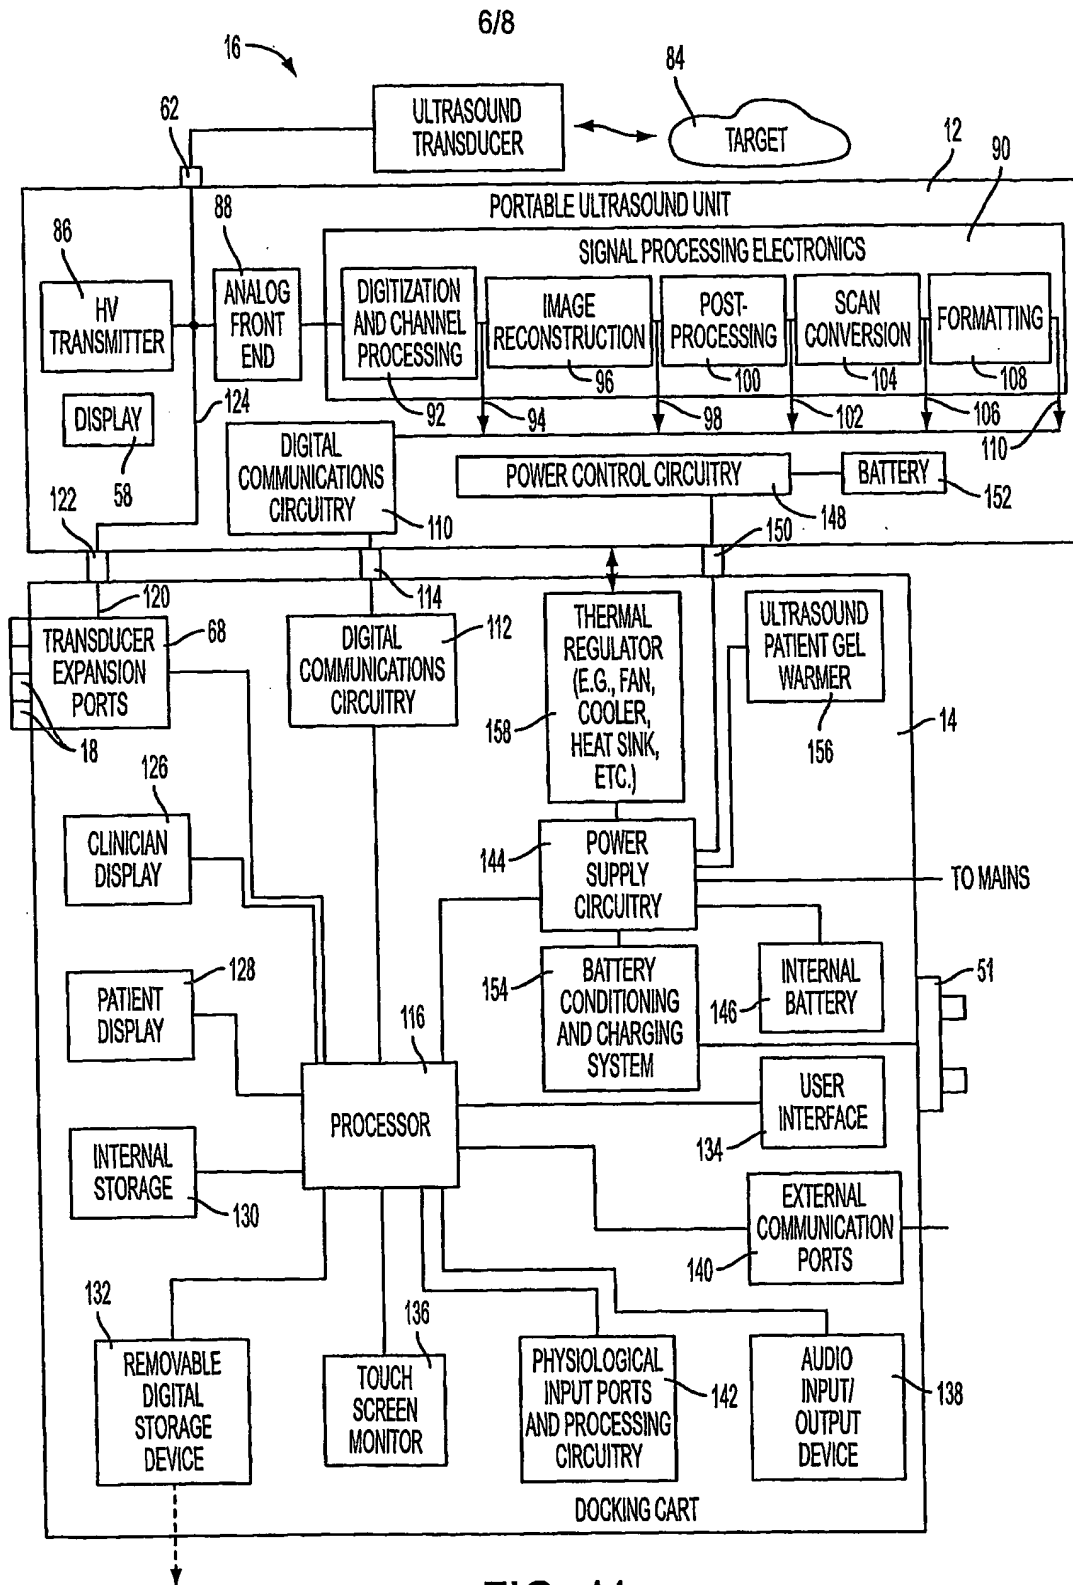 6/8
16
84
ULTRASOUND
TRANSDUCER
TARGET
62
12
90
PORTABLE ULTRASOUND UNIT
88
86
SIGNAL PROCESSING ELECTRONICS
HV
TRANSMITTER
ANALOG
FRONT
END
DIGITIZATION
AND CHANNEL
PROCESSING
IMAGE
RECONSTRUCTION
POST-
PROCESSING
SCAN
CONVERSION
FORMATTING
92
96
100
104
108
124
94
98
102
106
110
DISPLAY
58
DIGITAL
COMMUNICATIONS
CIRCUITRY
110
POWER CONTROL CIRCUITRY
BATTERY
148
152
122
150
120
114
TRANSDUCER
EXPANSION
PORTS
68
18
DIGITAL
COMMUNICATIONS
CIRCUITRY
112
THERMAL
REGULATOR
(E.G., FAN,
COOLER,
HEAT SINK,
ETC.)
158
ULTRASOUND
PATIENT GEL
WARMER
156
14
126
CLINICIAN
DISPLAY
144
POWER
SUPPLY
CIRCUITRY
TO MAINS
128
PATIENT
DISPLAY
154
BATTERY
CONDITIONING
AND CHARGING
SYSTEM
146
INTERNAL
BATTERY
51
116
PROCESSOR
USER
INTERFACE
134
INTERNAL
STORAGE
130
EXTERNAL
COMMUNICATION
PORTS
140
132
REMOVABLE
DIGITAL
STORAGE
DEVICE
136
TOUCH
SCREEN
MONITOR
PHYSIOLOGICAL
INPUT PORTS
AND PROCESSING
CIRCUITRY
142
AUDIO
INPUT/
OUTPUT
DEVICE
138
DOCKING CART